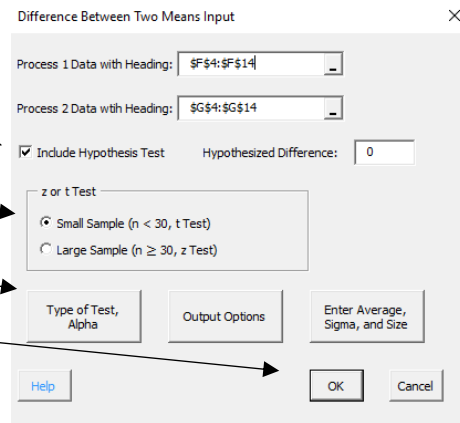 Difference Between Two Means Input
Process 1 Data with Heading: $F$4:$F$14 _
Process 2 Data wtih Heading: $G$4:$G$14 _
Include Hypothesis Test Hypothesized Difference: 0
z or t Test
Small Sample (n < 30, t Test)
Large Sample (n ≥ 30, z Test)
Type of Test,
Alpha
Output Options
Enter Average,
Sigma, and Size
Help OK Cancel